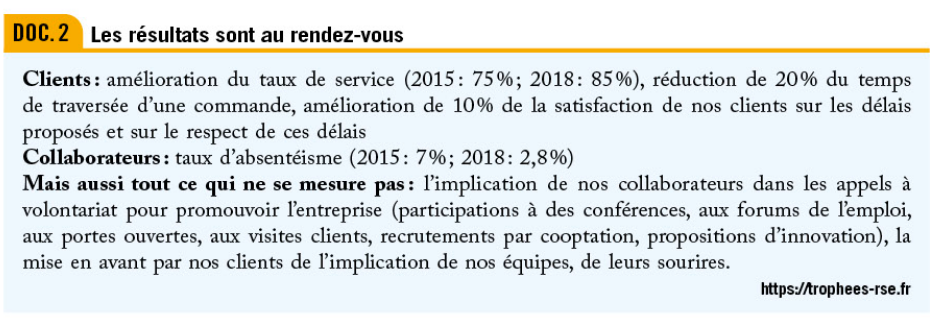 DOC. 2 Les résultats sont au rendez-vous
Clients : amélioration du taux de service (2015 : 75% ; 2018 : 85%), réduction de 20% du temps
de traversée d’une commande, amélioration de 10% de la satisfaction de nos clients sur les délais
proposés et sur le respect de ces délais
Collaborateurs : taux d’absentéisme (2015 : 7% ; 2018 : 2,8%)
Mais aussi tout ce qui ne se mesure pas : l’implication de nos collaborateurs dans les appels à
volontariat pour promouvoir l’entreprise (participations à des conférences, aux forums de l’emploi,
aux portes ouvertes, aux visites clients, recrutements par cooptation, propositions d’innovation), la
mise en avant par nos clients de l’implication de nos équipes, de leurs sourires.
https://trophees-rse.fr